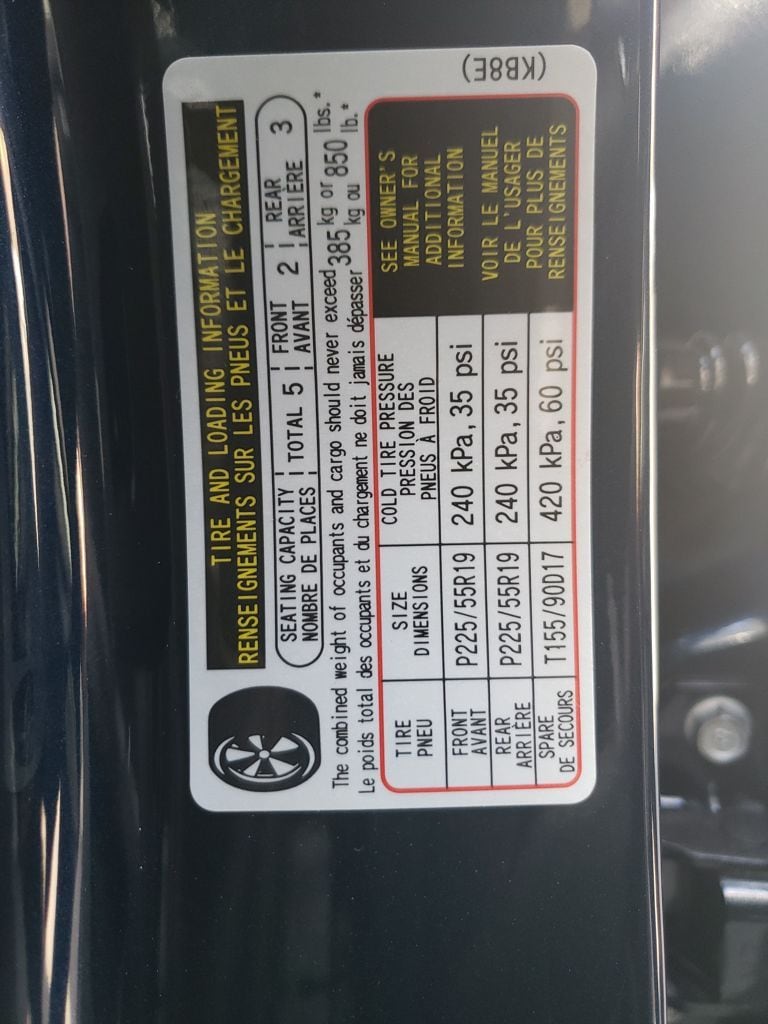 TIRE AND LOADING INFORMATION
RENSEIGNEMENTS SUR LES PNEUS ET LE CHARGEMENT
SEATING CAPACITY TOTAL 5 FRONT 2 REAR 3
NOMBRE DE PLACES AVANT ARRIÈRE
The combined weight of occupants and cargo should never exceed 385 kg or 850 lbs.*
Le poids total des occupants et du chargement ne doit jamais dépasser kg ou lb.*
TIRE
PNEU
SIZE
DIMENSIONS
COLD TIRE PRESSURE
PRESSION DES
PNEUS À FROID
SEE OWNER'S
MANUAL FOR
ADDITIONAL
INFORMATION
VOIR LE MANUEL
DE L'USAGER
POUR PLUS DE
RENSEIGNEMENTS
FRONT
AVANT
P225/55R19
240 kPa, 35 psi
REAR
ARRIÈRE
P225/55R19
240 kPa, 35 psi
SPARE
DE SECOURS
T155/90D17
420 kPa, 60 psi
(KB8E)